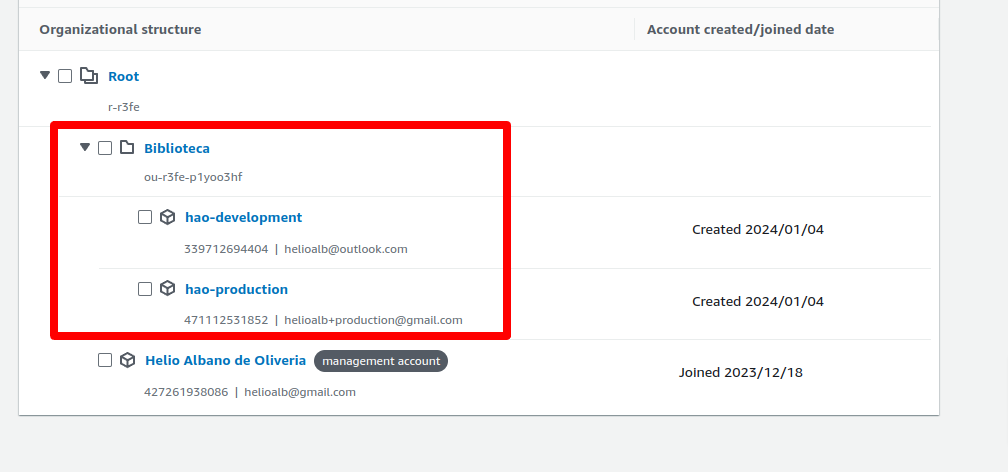 Organizational structure
Account created/joined date
Root
r-r3fe
Biblioteca
ou-r3fe-p1yoo3hf
hao-development
339712694404 | helioalb@outlook.com
Created 2024/01/04
hao-production
471112531852 | helioalb+production@gmail.com
Created 2024/01/04
Helio Albano de Oliveria management account
427261938086 | helioalb@gmail.com
Joined 2023/12/18